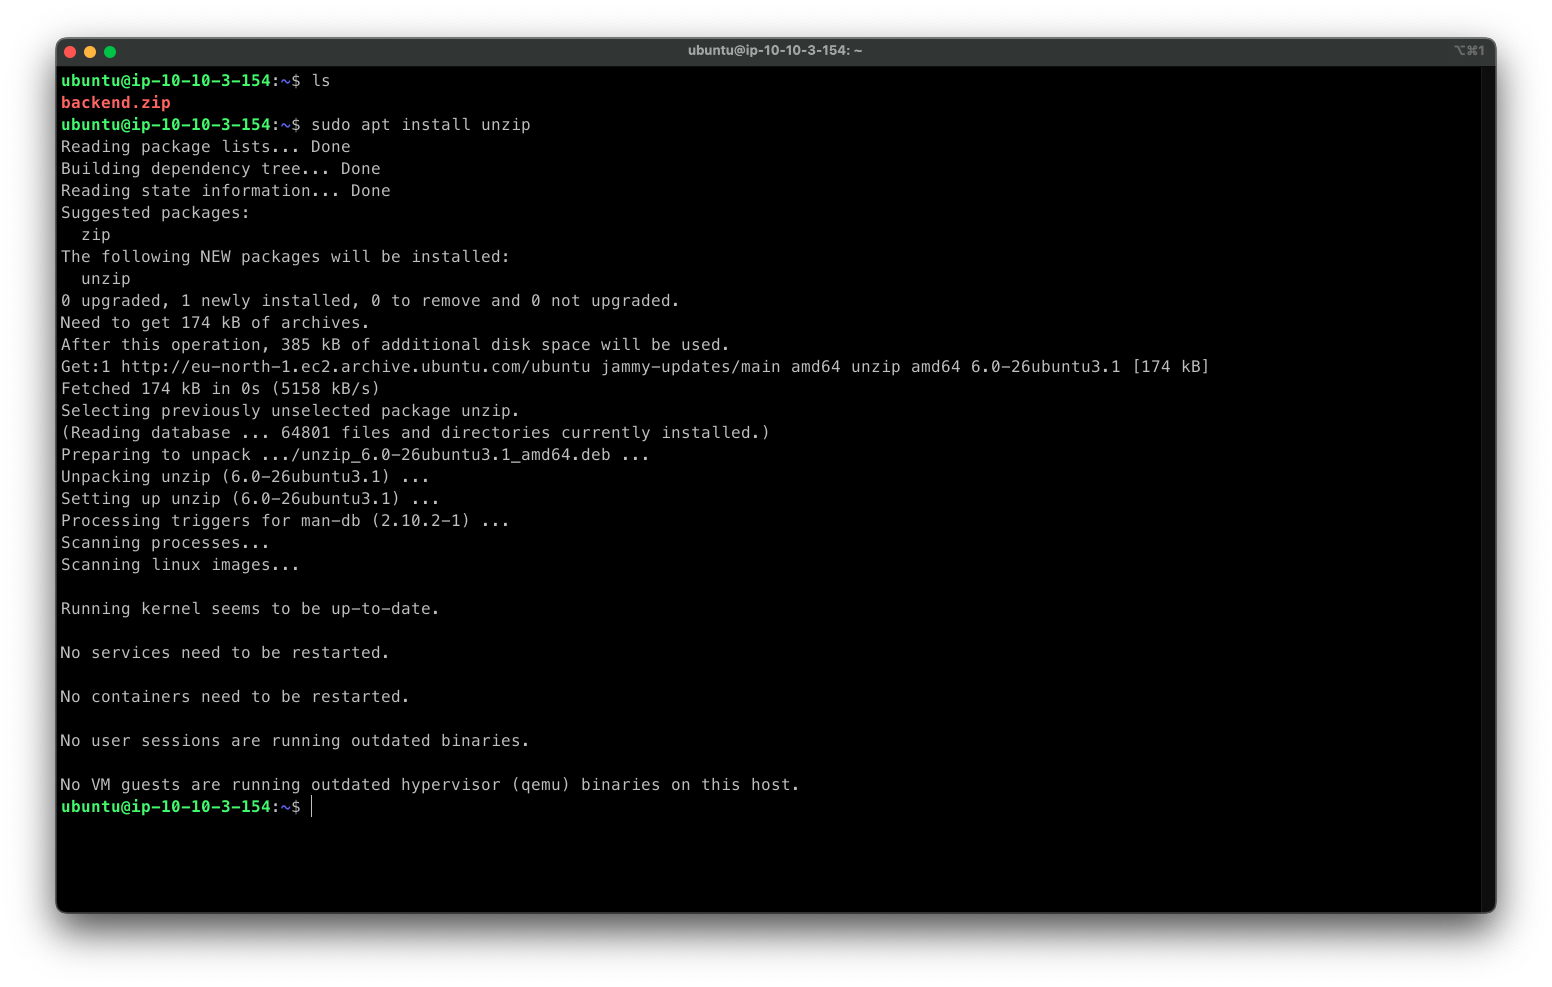 ubuntu@ip-10-10-3-154: ~
⌥⌘1
ubuntu@ip-10-10-3-154:~$ ls
backend.zip
ubuntu@ip-10-10-3-154:~$ sudo apt install unzip
Reading package lists... Done
Building dependency tree... Done
Reading state information... Done
Suggested packages:
  zip
The following NEW packages will be installed:
  unzip
0 upgraded, 1 newly installed, 0 to remove and 0 not upgraded.
Need to get 174 kB of archives.
After this operation, 385 kB of additional disk space will be used.
Get:1 http://eu-north-1.ec2.archive.ubuntu.com/ubuntu jammy-updates/main amd64 unzip amd64 6.0-26ubuntu3.1 [174 kB]
Fetched 174 kB in 0s (5158 kB/s)
Selecting previously unselected package unzip.
(Reading database ... 64801 files and directories currently installed.)
Preparing to unpack .../unzip_6.0-26ubuntu3.1_amd64.deb ...
Unpacking unzip (6.0-26ubuntu3.1) ...
Setting up unzip (6.0-26ubuntu3.1) ...
Processing triggers for man-db (2.10.2-1) ...
Scanning processes...
Scanning linux images...
Running kernel seems to be up-to-date.
No services need to be restarted.
No containers need to be restarted.
No user sessions are running outdated binaries.
No VM guests are running outdated hypervisor (qemu) binaries on this host.
ubuntu@ip-10-10-3-154:~$